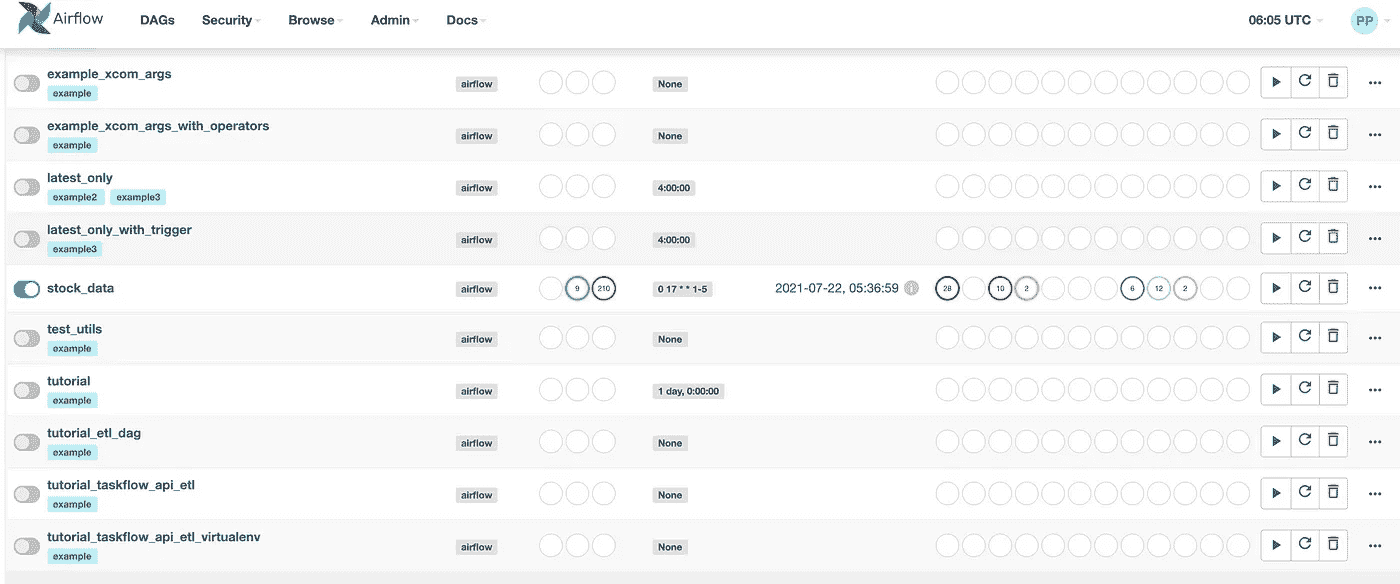 Airflow DAGs Security Browse Admin Docs 06:05 UTC PP
example_xcom_args
example
airflow
None
example_xcom_args_with_operators
example
airflow
None
latest_only
example2 example3
airflow
4:00:00
latest_only_with_trigger
example3
airflow
4:00:00
stock_data airflow 9 210 0 17 * * 1-5 2021-07-22, 05:36:59 28 10 2 6 12 2
test_utils
example
airflow
None
tutorial
example
airflow
1 day, 0:00:00
tutorial_etl_dag
example
airflow
None
tutorial_taskflow_api_etl
example
airflow
None
tutorial_taskflow_api_etl_virtualenv
example
airflow
None